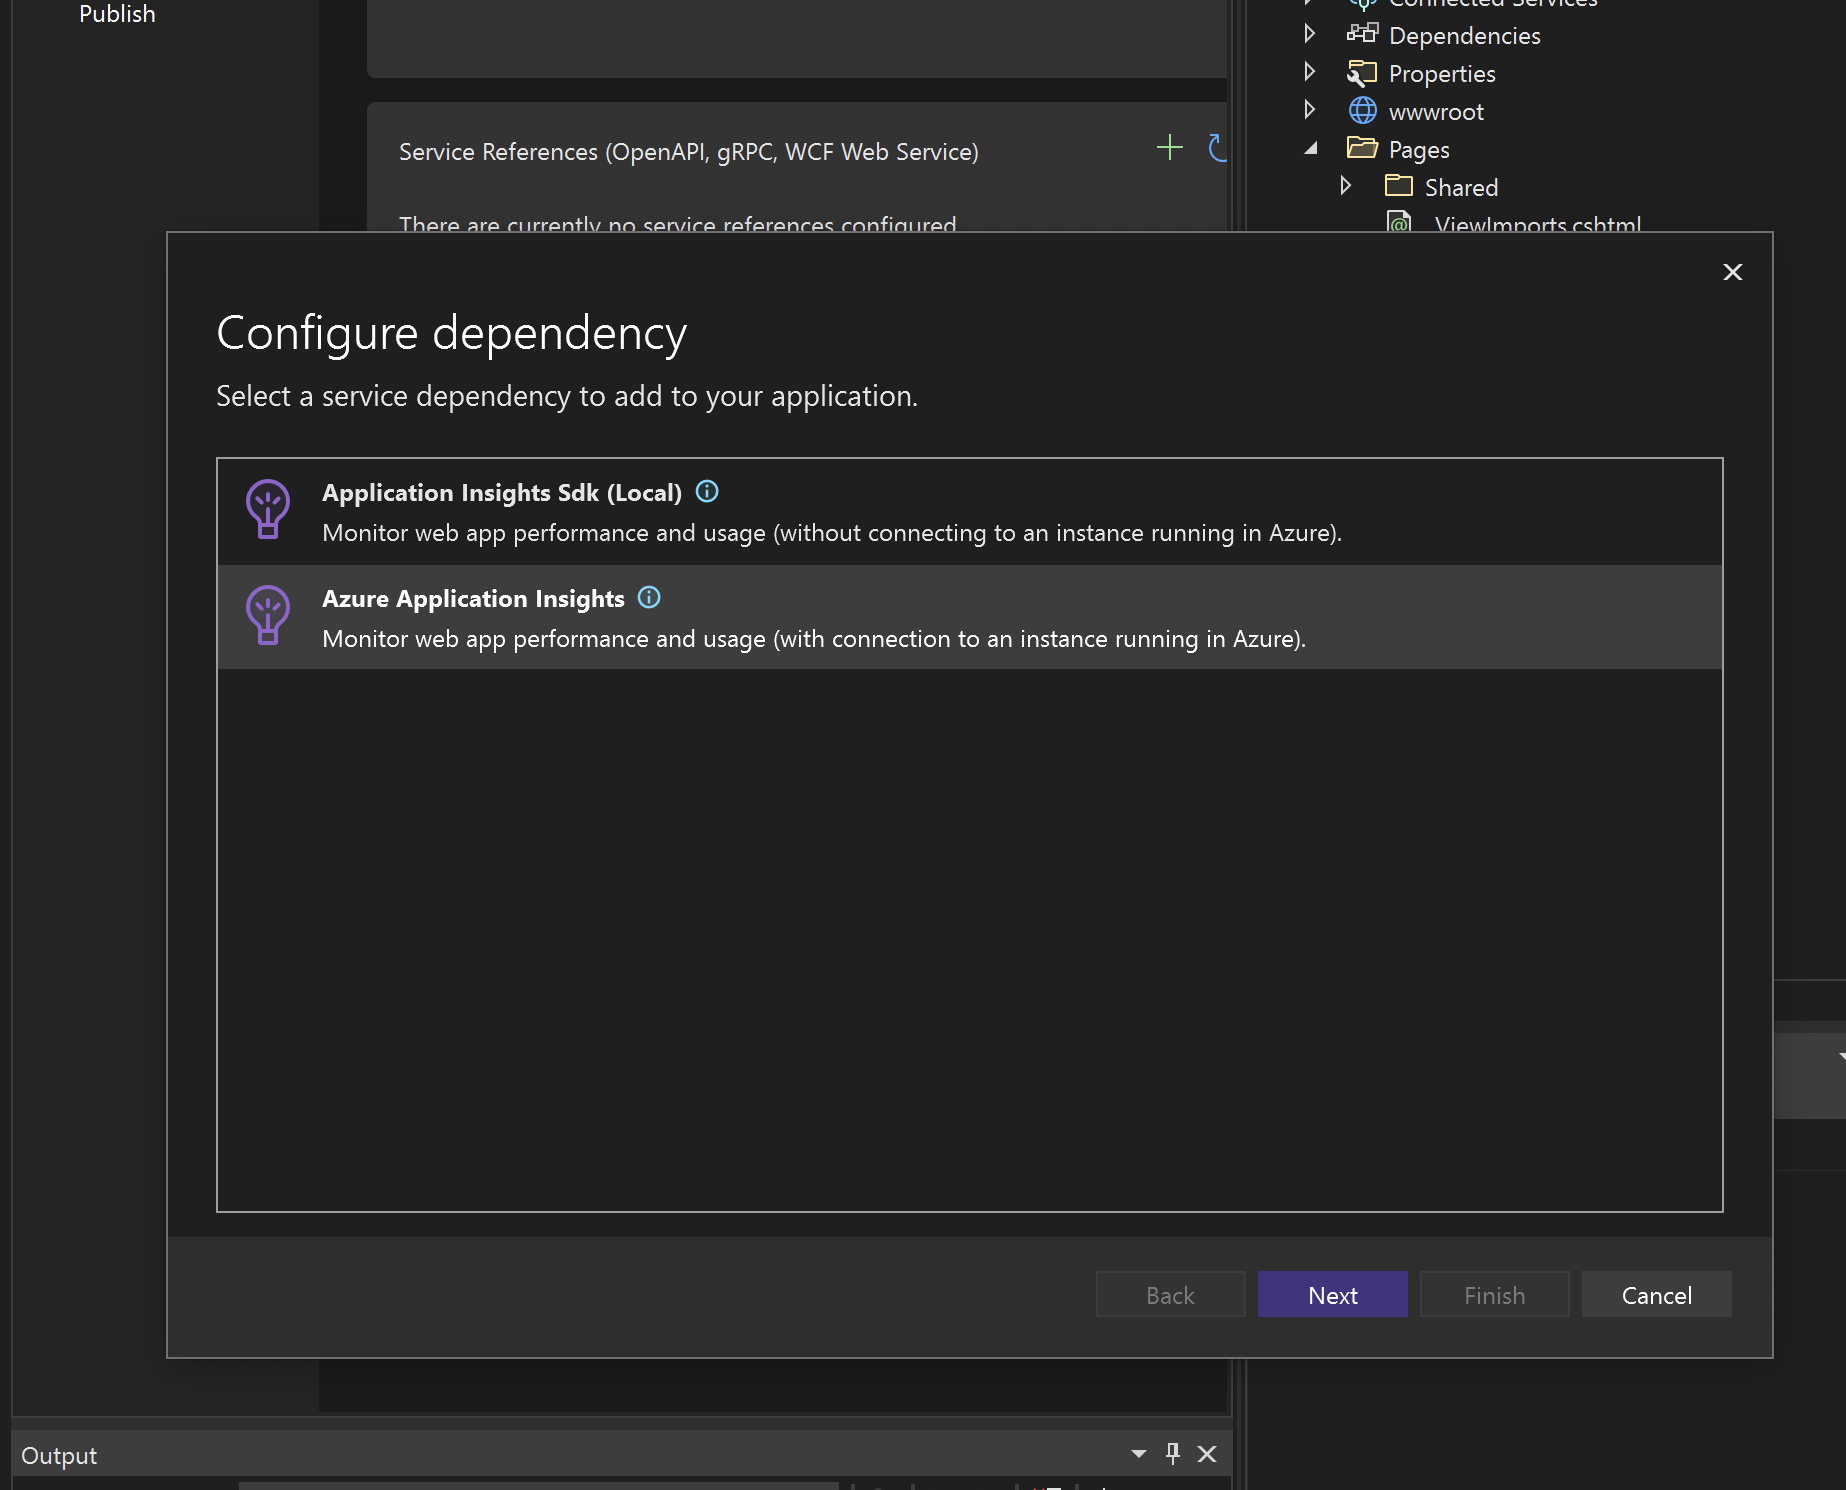 Publish
Connected Services
Dependencies
Properties
wwwroot
Pages
Shared
_ViewImports.cshtml
Service References (OpenAPI, gRPC, WCF Web Service)
There are currently no service references configured.
Configure dependency
Select a service dependency to add to your application.
Application Insights Sdk (Local)
Monitor web app performance and usage (without connecting to an instance running in Azure).
Azure Application Insights
Monitor web app performance and usage (with connection to an instance running in Azure).
Back
Next
Finish
Cancel
Output